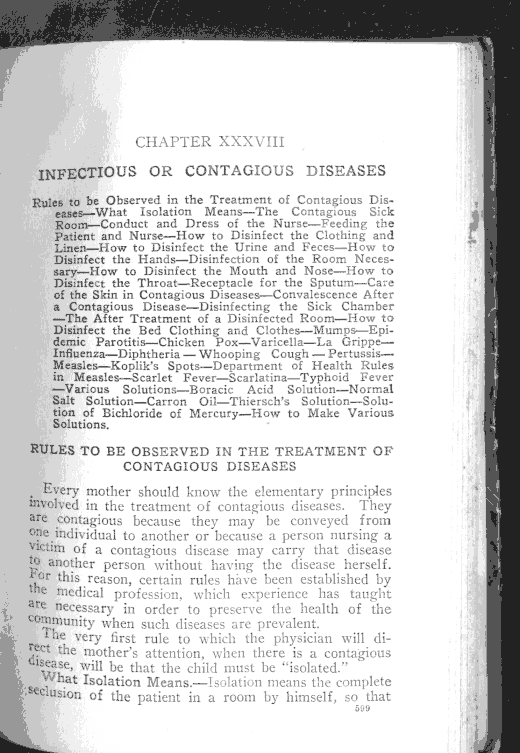 CHAPTER XXXVIII
INFECTIOUS OR CONTAGIOUS DISEASES
Rules to be Observed in the Treatment of Contagious Dis-
eases—What Isolation Means—The Contagious Sick
Room—Conduct and Dress of the Nurse—Feeding the
Patient and Nurse—How to Disinfect the Clothing and
Linen—How to Disinfect the Urine and Feces—How to
Disinfect the Hands—Disinfection of the Room Neces-
sary—How to Disinfect the Mouth and Nose—How to
Disinfect the Throat—Receptacle for the Sputum—Care
of the Skin in Contagious Diseases—Convalescence After
a Contagious Disease—Disinfecting the Sick Chamber
—The After Treatment of a Disinfected Room—How to
Disinfect the Bed Clothing and Clothes—Mumps—Epi-
demic Parotitis—Chicken Pox—Varicella—La Grippe—
Influenza—Diphtheria—Whooping Cough—Pertussis—
Measles—Koplik's Spots—Department of Health Rules
in Measles—Scarlet Fever—Scarlatina—Typhoid Fever
—Various Solutions—Boracic Acid Solution—Normal
Salt Solution—Carron Oil—Thiersch's Solution—Solu-
tion of Bichloride of Mercury—How to Make Various
Solutions.
RULES TO BE OBSERVED IN THE TREATMENT OF
CONTAGIOUS DISEASES
Every mother should know the elementary principles
involved in the treatment of contagious diseases. They
are contagious because they may be conveyed from
one individual to another or because a person nursing a
victim of a contagious disease may carry that disease
to another person without having the disease herself.
For this reason, certain rules have been established by
the medical profession, which experience has taught
are necessary in order to preserve the health of the
community when such diseases are prevalent.
The very first rule to which the physician will di-
rect the mother's attention, when there is a contagious
disease, will be that the child must be "isolated."
What Isolation Means.—Isolation means the complete
seclusion of the patient in a room by himself, so that
599